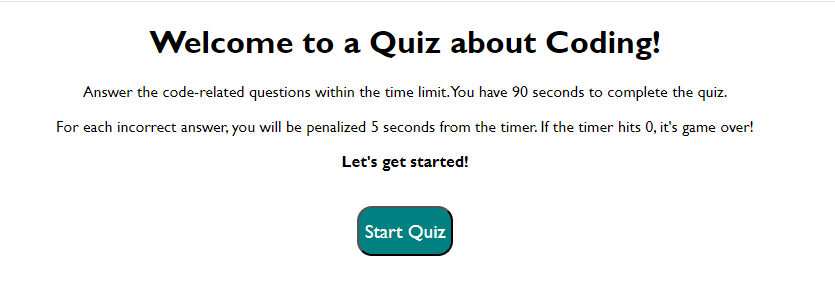 Welcome to a Quiz about Coding!
Answer the code-related questions within the time limit. You have 90 seconds to complete the quiz.
For each incorrect answer, you will be penalized 5 seconds from the timer. If the timer hits 0, it's game over!
Let's get started!
Start Quiz